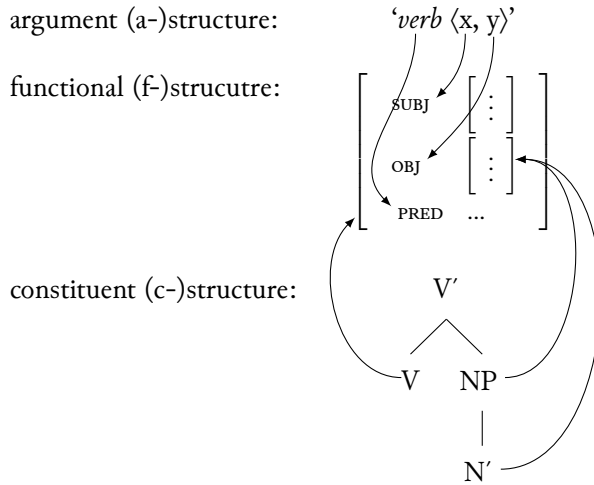 argument (a-)structure: ‘verb ⟨x, y⟩’
functional (f-)strucutre:
SUBJ ⋮
OBJ ⋮
PRED ...
constituent (c-)structure: V′
V NP
N′